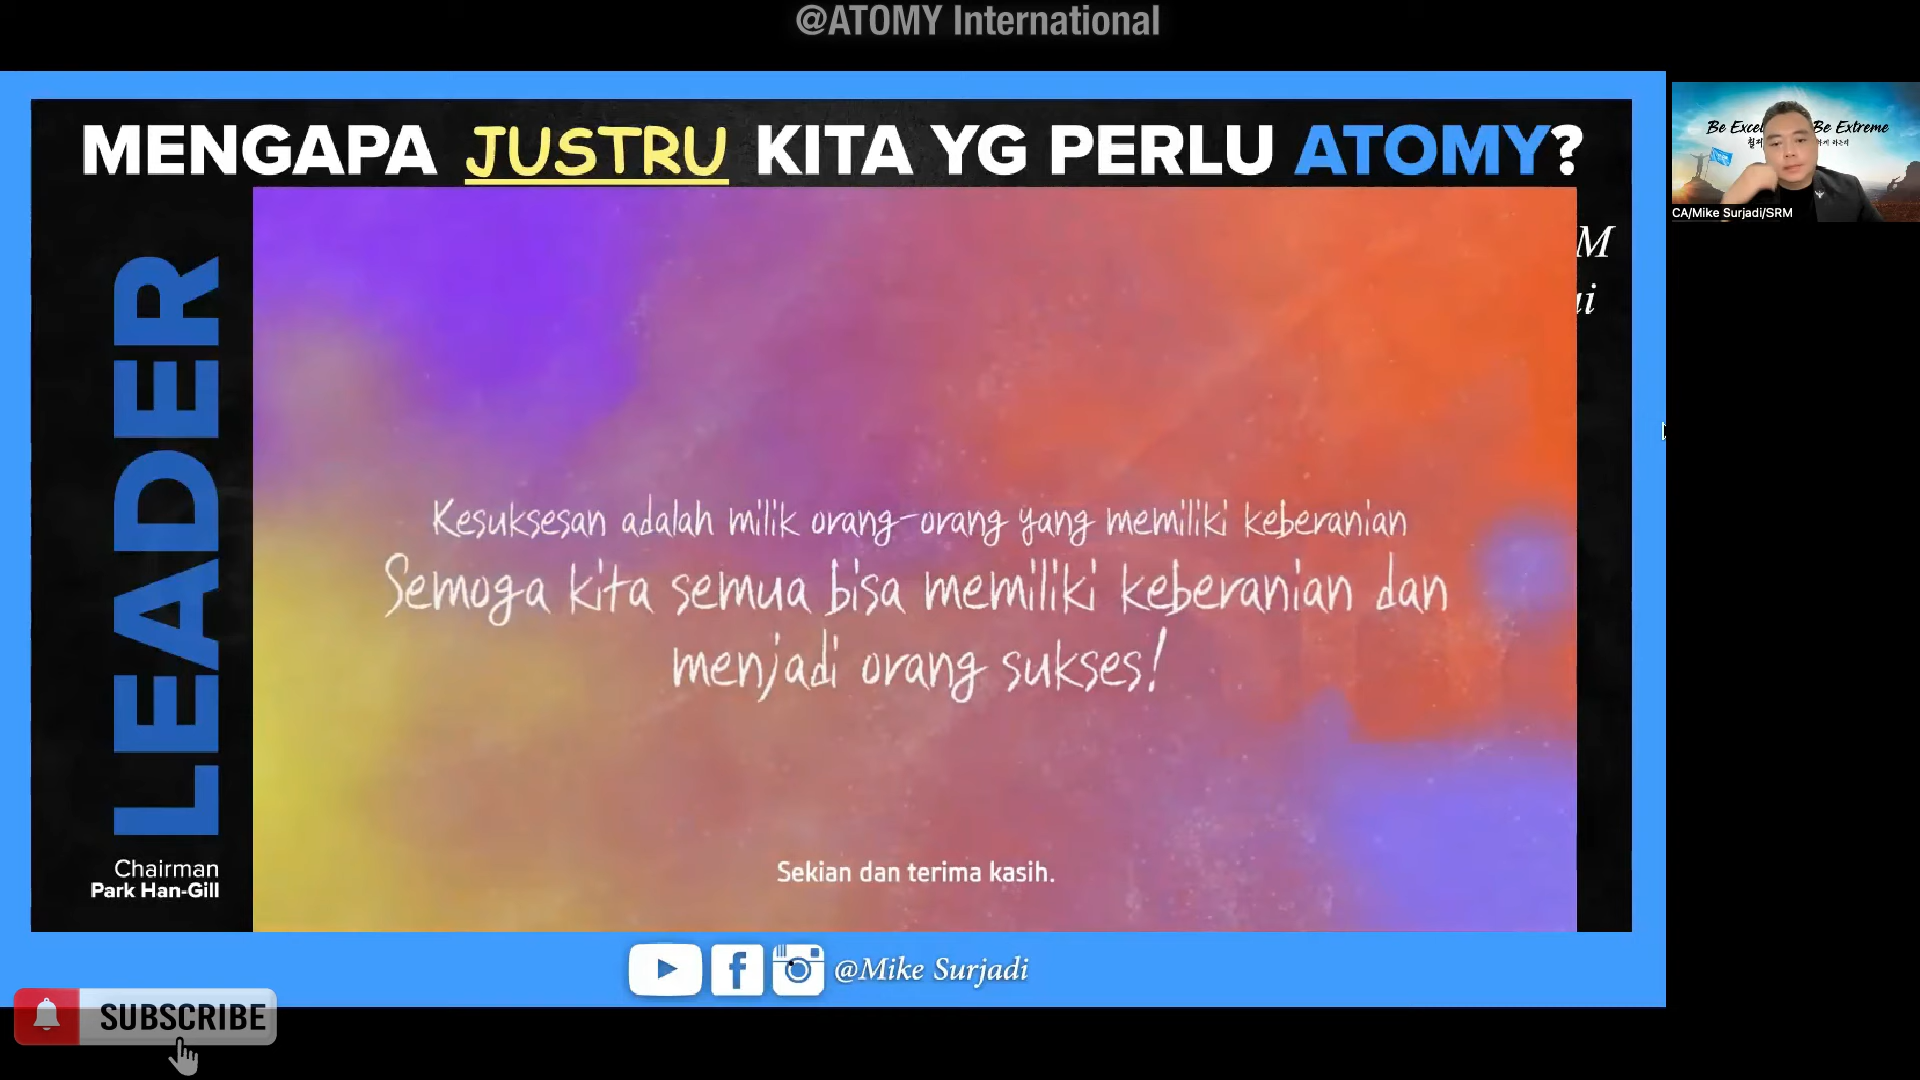 @ATOMY International
MENGAPA JUSTRU KITA YG PERLU ATOMY?
LEADER
Chairman
Park Han-Gill
Kesuksesan adalah milik orang-orang yang memiliki keberanian
Semoga kita semua bisa memiliki keberanian dan
menjadi orang sukses!
Sekian dan terima kasih.
@Mike Surjadi
SUBSCRIBE
Be Extreme
CA/Mike Surjadi/SRM